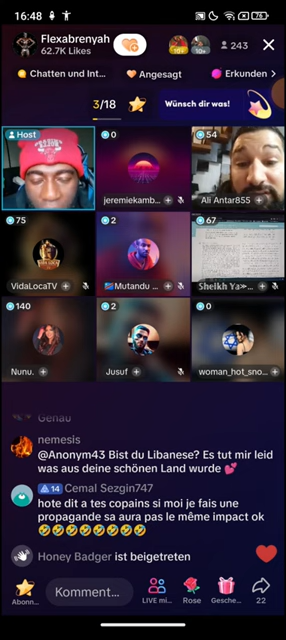 16:48
76
Flexabrenyah
62.7K Likes
10+
10+
243
Chatten und Int...
Angesagt
Erkunden
3/18
Wünsch dir was!
Host
0
54
jeremiekamb...
Ali Antar855
75
2
67
VidaLocaTV
Mutandu ...
Sheikh Ya≫...
140
2
0
Nunu.
Jusuf
woman_hot_sno...
Genau
nemesis
@Anonym43 Bist du Libanese? Es tut mir leid
was aus deine schönen Land wurde 💕
14 Cemal Sezgin747
hote dit a tes copains si moi je fais une
propagande sa aura pas le même impact ok
🤣🤣🤣🤣🤣🤣🤣🤣
Honey Badger ist beigetreten
Abonn...
Komment...
LIVE mi...
Rose
Gesche...
22